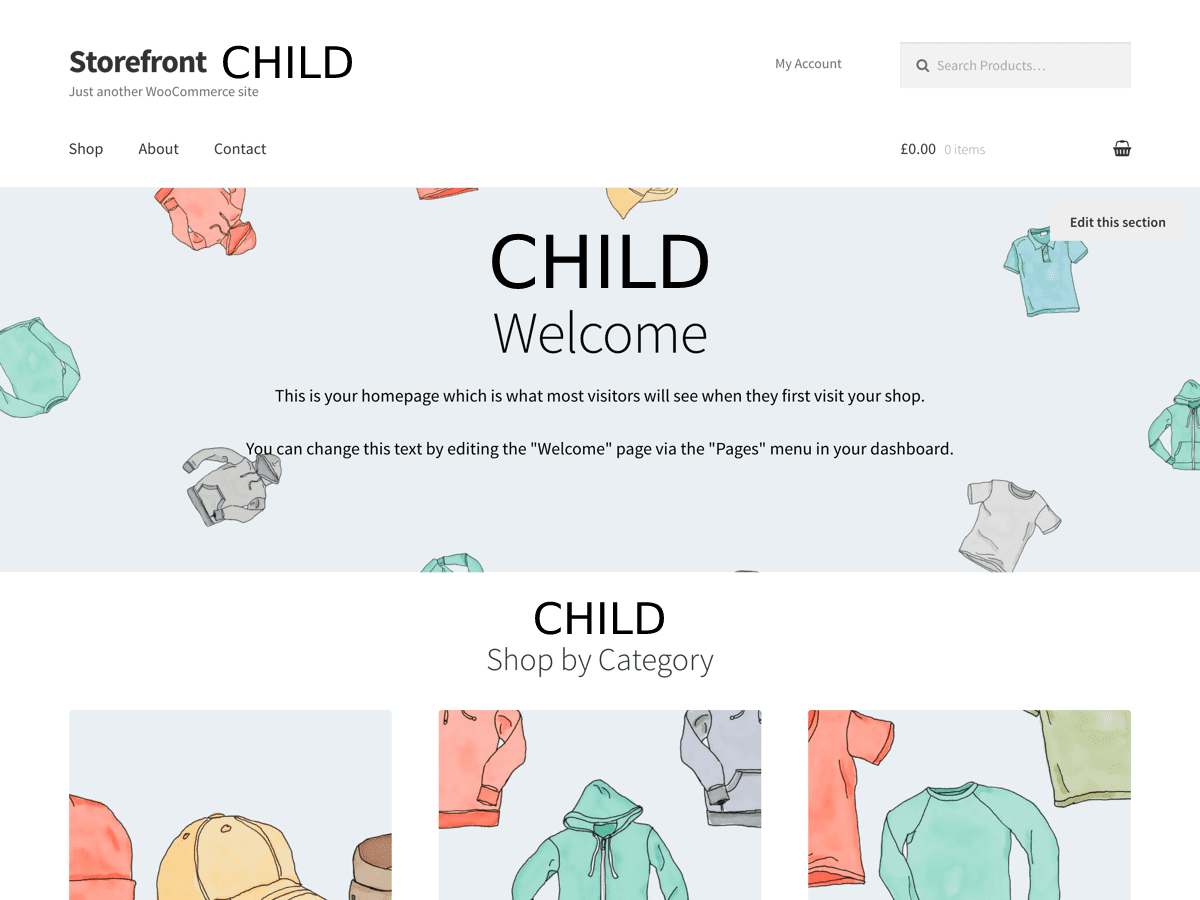 Storefront CHILD
Just another WooCommerce site
My Account
Search Products…
Shop About Contact
£0.00 0 items
Edit this section
CHILD
Welcome
This is your homepage which is what most visitors will see when they first visit your shop.
You can change this text by editing the "Welcome" page via the "Pages" menu in your dashboard.
CHILD
Shop by Category